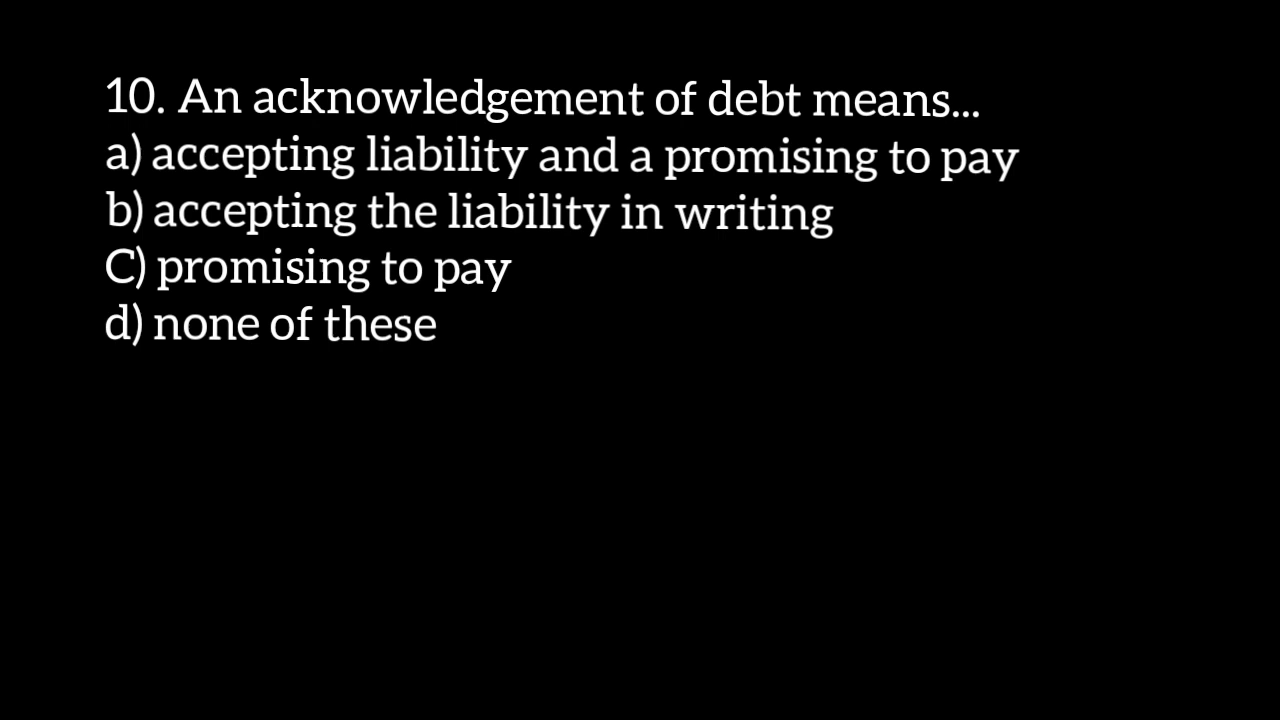 10. An acknowledgement of debt means...
a) accepting liability and a promising to pay
b) accepting the liability in writing
C) promising to pay
d) none of these